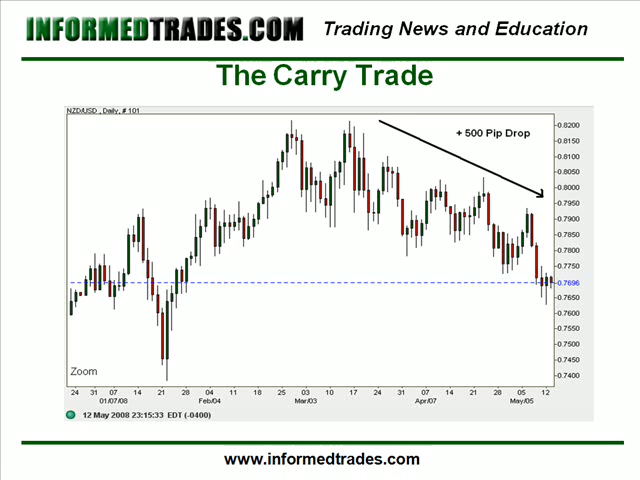 INFORMEDTRADES.COM Trading News and Education
The Carry Trade
NZD/USD , Daily, # 101
+ 500 Pip Drop
0.8200
0.8150
0.8100
0.8050
0.8000
0.7950
0.7900
0.7850
0.7800
0.7750
0.7696
0.7650
0.7600
0.7550
0.7500
0.7450
0.7400
Zoom
24 31 07 14 21 28 04 11 18 25 03 10 17 24 31 07 14 21 28 05 12
01/07/08 Feb/04 Mar/03 Apr/07 May/05
12 May 2008 23:15:33 EDT (-0400)
www.informedtrades.com